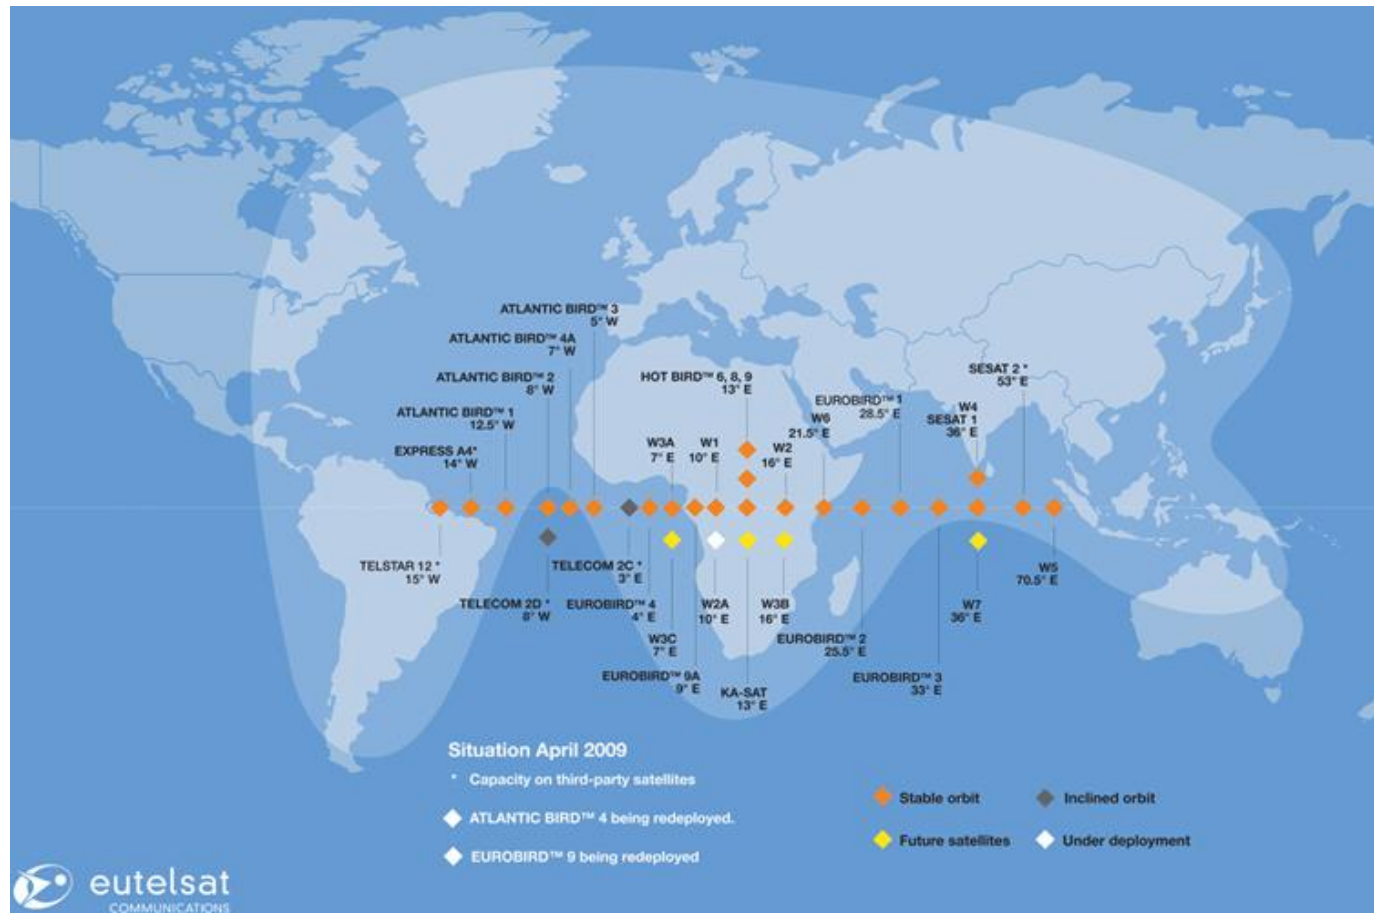 ATLANTIC BIRD™ 3
5° W
ATLANTIC BIRD™ 4A
7° W
ATLANTIC BIRD™ 2
8° W
ATLANTIC BIRD™ 1
12.5° W
EXPRESS A4*
14° W
HOT BIRD™ 6, 8, 9
13° E
W3A
7° E
W1
10° E
W2
16° E
W6
21.5° E
EUROBIRD™ 1
28.5° E
W4
SESAT 1
36° E
SESAT 2 *
53° E
TELSTAR 12 *
15° W
TELECOM 2D *
8° W
TELECOM 2C *
3° E
EUROBIRD™ 4
4° E
W3C
7° E
EUROBIRD™ 9A
9° E
W2A
10° E
KA-SAT
13° E
W3B
16° E
EUROBIRD™ 2
25.5° E
EUROBIRD™ 3
33° E
W7
36° E
W5
70.5° E
Situation April 2009
* Capacity on third-party satellites
ATLANTIC BIRD™ 4 being redeployed.
EUROBIRD™ 9 being redeployed
Stable orbit
Inclined orbit
Future satellites
Under deployment
eutelsat
COMMUNICATIONS